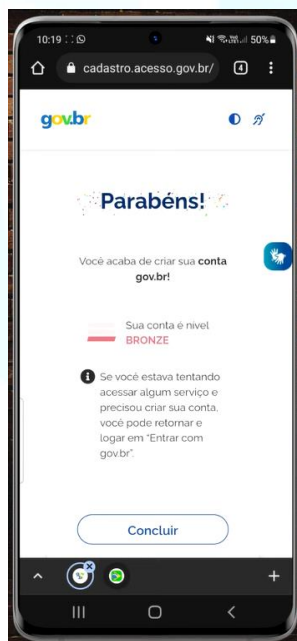 10:19
50%
cadastro.acesso.gov.br/
4
gov.br
Parabéns!
Você acaba de criar sua conta
gov.br!
Sua conta é nível
BRONZE
Se você estava tentando
acessar algum serviço e
precisou criar sua conta,
você pode retornar e
logar em "Entrar com
gov.br".
Concluir